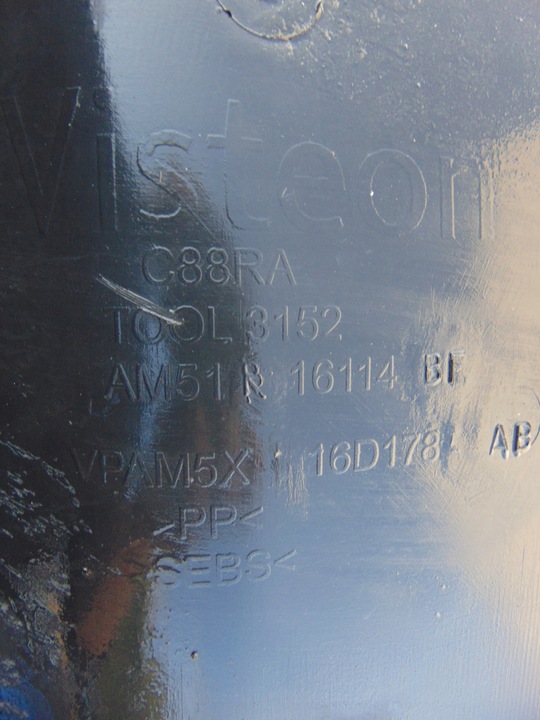 Visteon
C88RA
TOOL 3152
AM51 R 16114 BE
VPAM5X 16D178 AB
>PP<
SEBS<